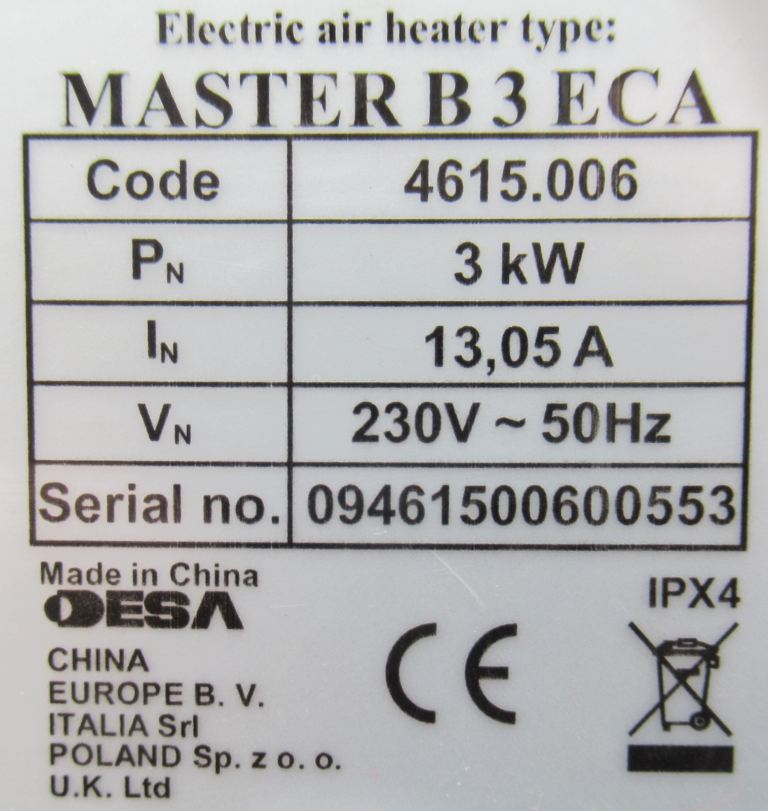 Electric air heater type:
MASTER B 3 ECA
Code 4615.006
PN 3 kW
IN 13,05 A
VN 230V ~ 50Hz
Serial no. 09461500600553
Made in China
DESA
IPX4
CE
CHINA
EUROPE B. V.
ITALIA Srl
POLAND Sp. z o. o.
U.K. Ltd